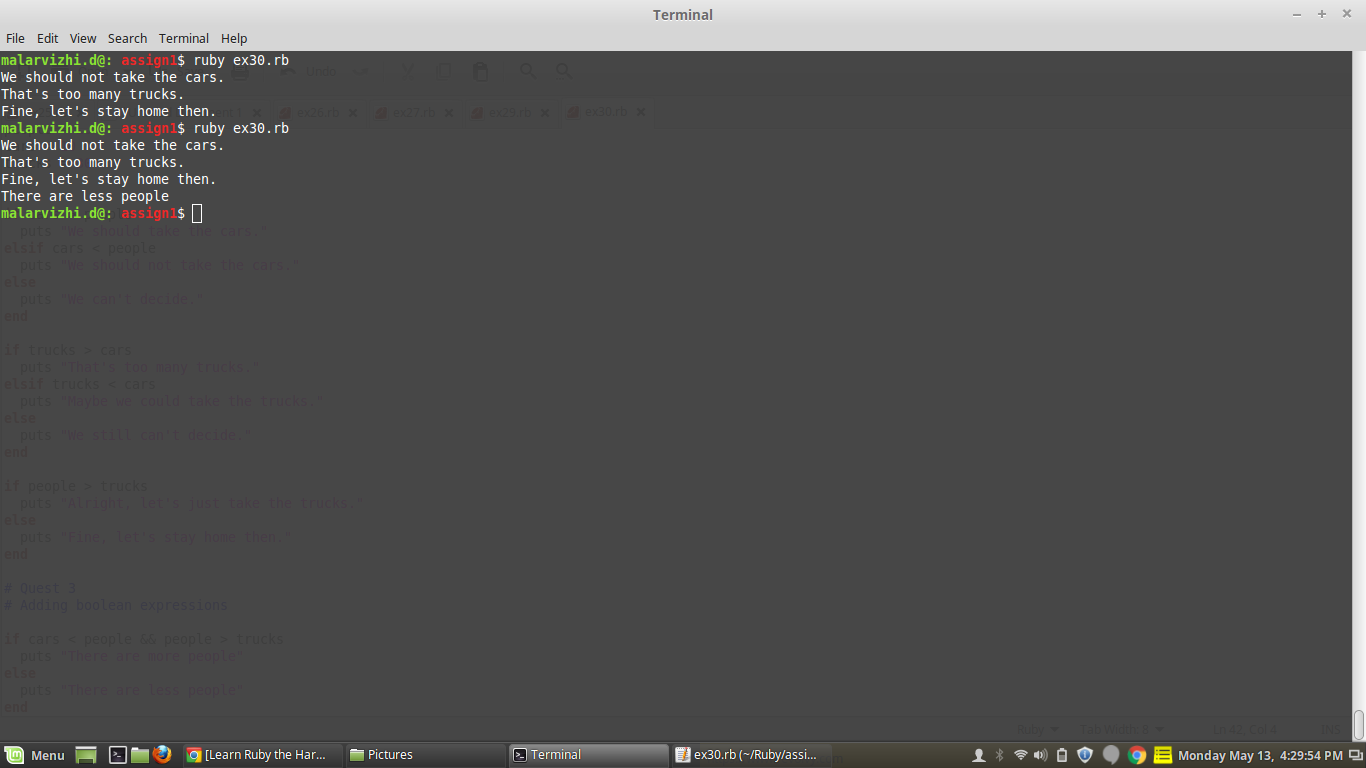 Terminal
File Edit View Search Terminal Help
malarvizhi.d@: assign1$ ruby ex30.rb
We should not take the cars.
Undo
That's too many trucks.
Fine, let's stay home then.
ex26.rb ex27.rb ex29.rb ex30.rb
malarvizhi.d@: assign1$ ruby ex30.rb
We should not take the cars.
That's too many trucks.
Fine, let's stay home then.
There are less people
malarvizhi.d@: assign1$
puts "We should take the cars."
elsif cars < people
puts "We should not take the cars."
else
puts "We can't decide."
end
if trucks > cars
puts "That's too many trucks."
elsif trucks < cars
puts "Maybe we could take the trucks."
else
puts "We still can't decide."
end
if people > trucks
puts "Alright, let's just take the trucks."
else
puts "Fine, let's stay home then."
end
# Quest 3
# Adding boolean expressions
if cars < people && people > trucks
puts "There are more people"
else
puts "There are less people"
end
Ruby Tab Width: 8 Ln 42, Col 4 INS
Menu [Learn Ruby the Har... Pictures Terminal ex30.rb (~/Ruby/assi... Monday May 13, 4:29:54 PM